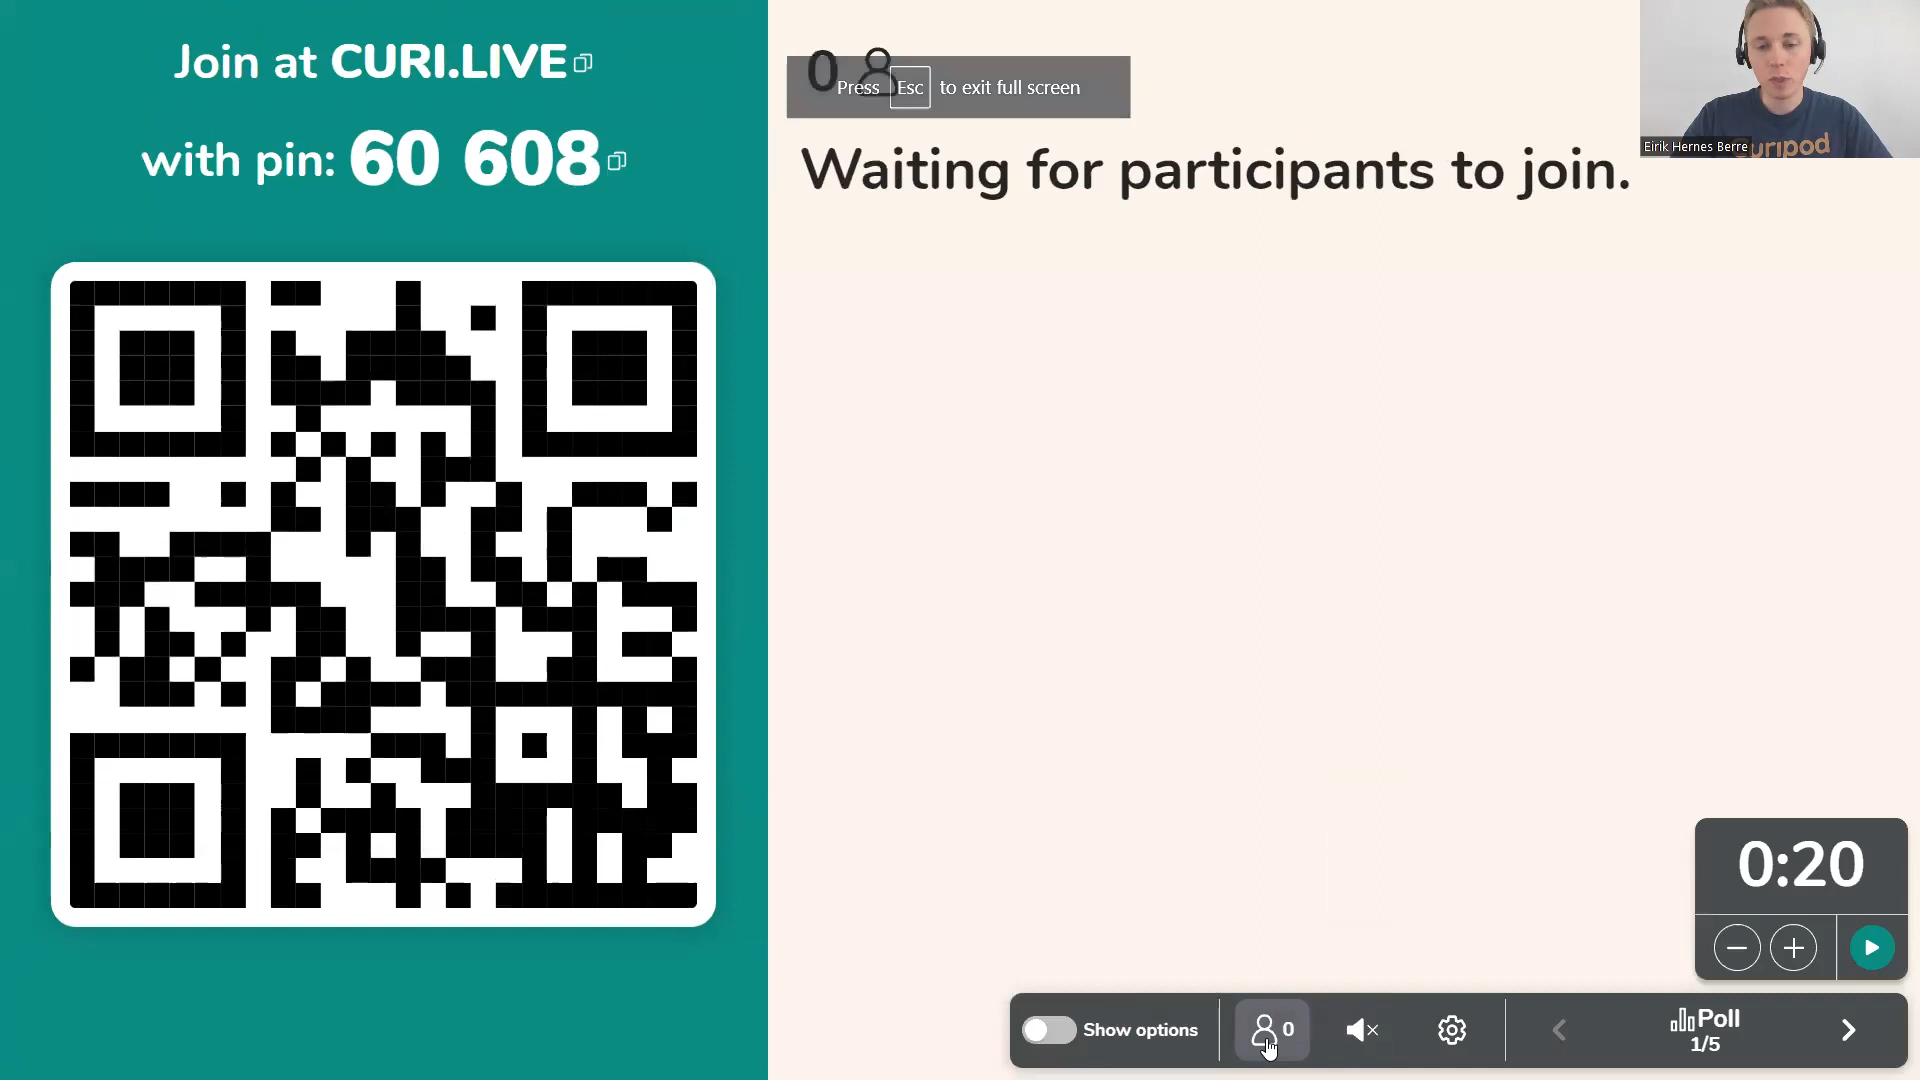 Join at CURI.LIVE
with pin: 60 608
0
Press Esc to exit full screen
Waiting for participants to join.
Curipod
Eirik Hernes Berre
0:20
Show options
0
Poll
1/5